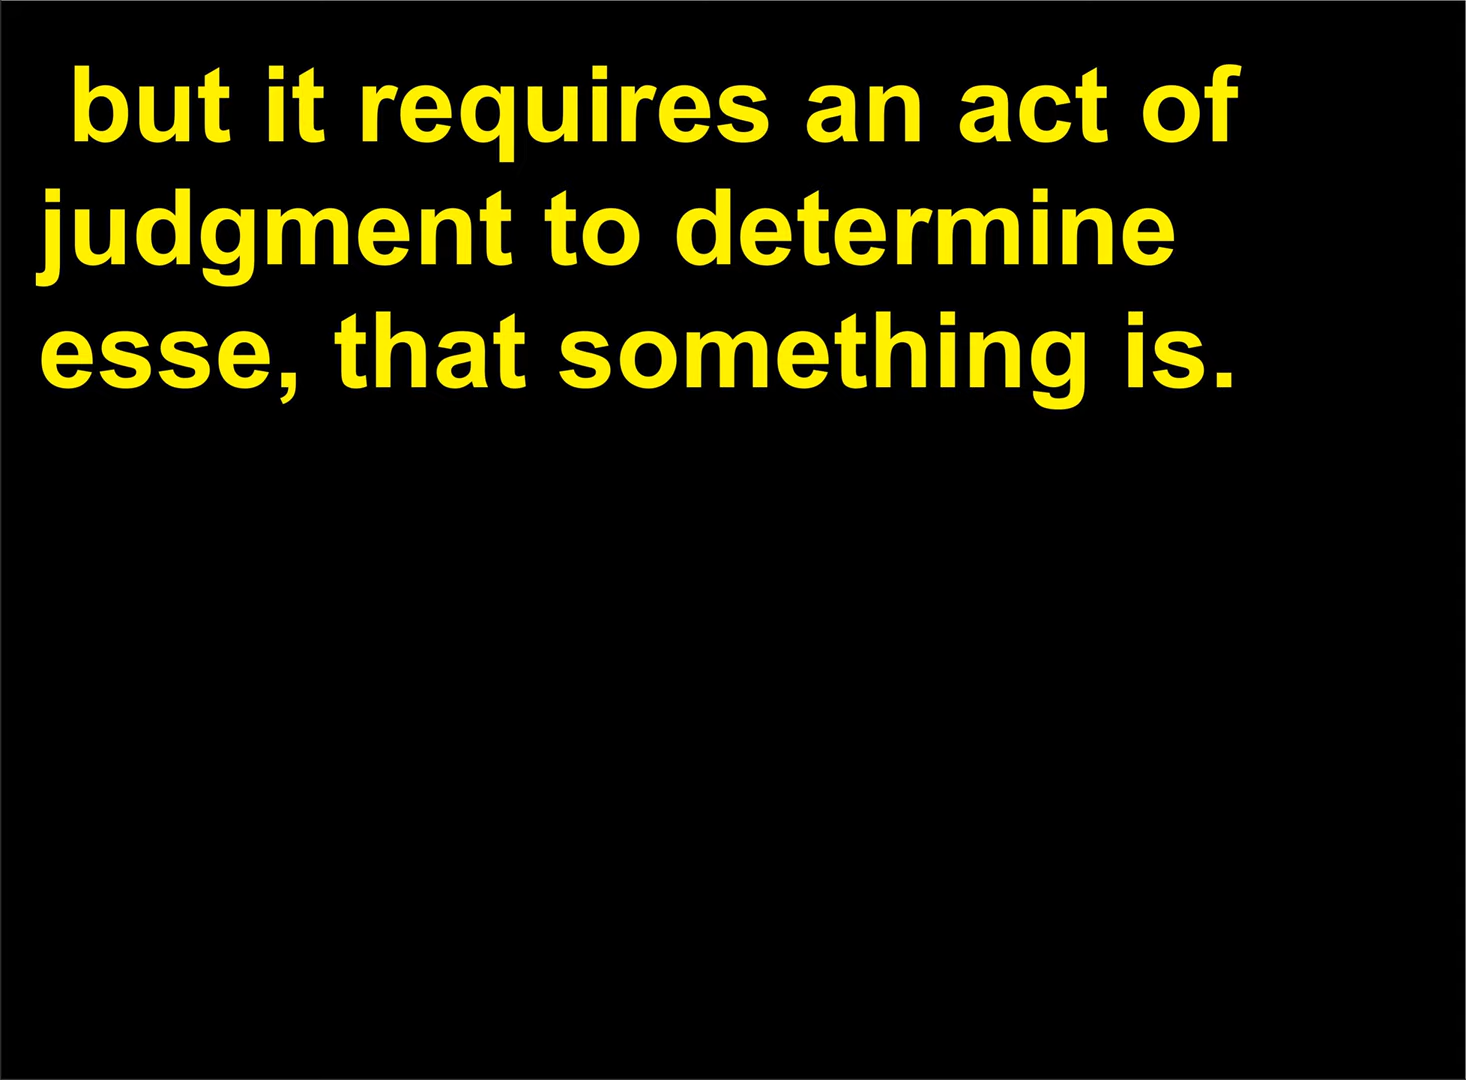 but it requires an act of
judgment to determine
esse, that something is.